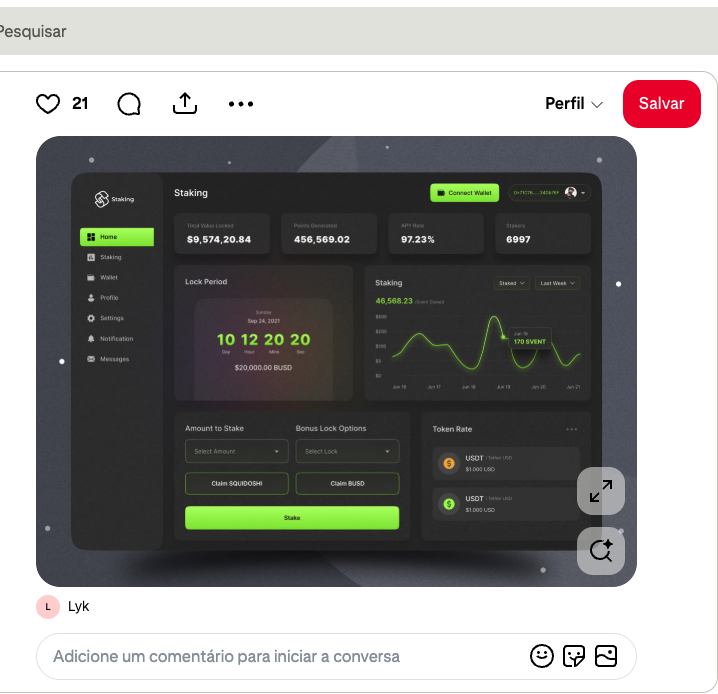 Pesquisar
21
Perfil
Salvar
Staking
Staking
Connect Wallet
Home
Staking
Wallet
Profile
Settings
Notification
Messages
Total Value Locked
$9,574,20.84
Points Generated
456,569.02
APY Rate
97.23%
Stakers
6997
Lock Period
Sunday
Sep 24, 2021
10 12 20 20
Day Hour Mins Sec
$20,000.00 BUSD
Staking
Staked
Last Week
46,568.23
$500
$250
$100
$5
$0
Jun 19
170 SVENT
Jun 16 Jun 17 Jun 18 Jun 19 Jun 20 Jun 21
Amount to Stake
Select Amount
Claim SQUIDOSHI
Bonus Lock Options
Select Lock
Claim BUSD
Stake
Token Rate
USDT / Tether USD
$1.000 USD
USDT / Tether USD
$1.000 USD
L
Lyk
Adicione um comentário para iniciar a conversa